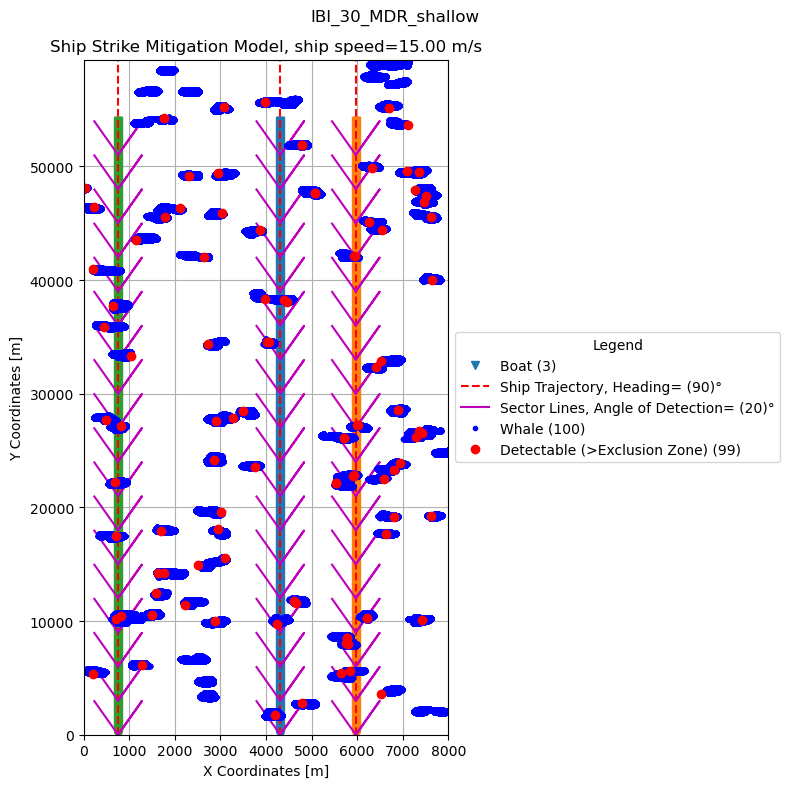 IBI_30_MDR_shallow
Ship Strike Mitigation Model, ship speed=15.00 m/s
50000
40000
30000
20000
10000
0
Y Coordinates [m]
0 1000 2000 3000 4000 5000 6000 7000 8000
X Coordinates [m]
Legend
Boat (3)
Ship Trajectory, Heading= (90)°
Sector Lines, Angle of Detection= (20)°
Whale (100)
Detectable (>Exclusion Zone) (99)